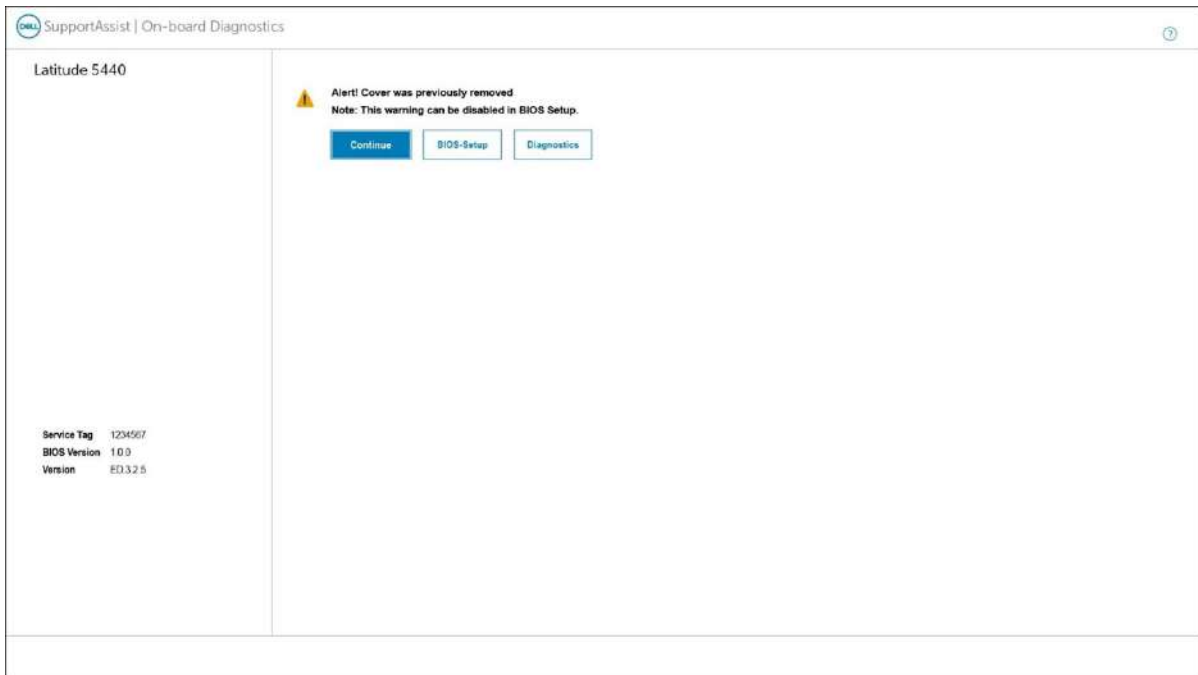 DELL SupportAssist | On-board Diagnostics
?
Latitude 5440
Alert! Cover was previously removed
Note: This warning can be disabled in BIOS Setup.
Continue
BIOS-Setup
Diagnostics
Service Tag 1234567
BIOS Version 1.0.0
Version ED.3.2.5